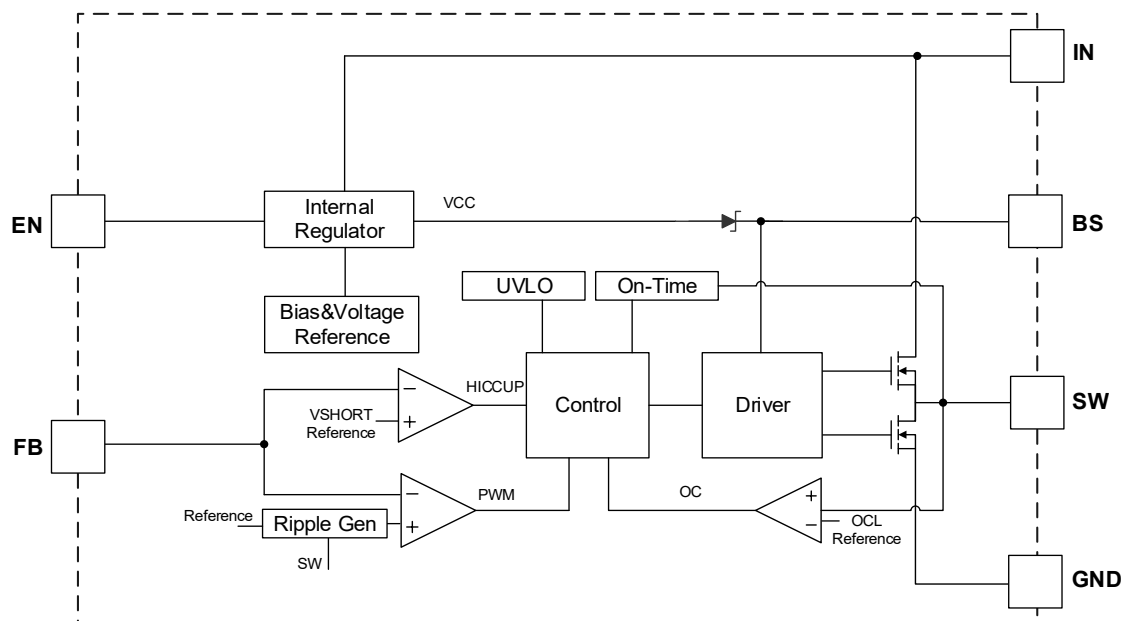 IN
EN
Internal
Regulator
VCC
BS
UVLO
On-Time
Bias&Voltage
Reference
HICCUP
VSHORT
Reference
Control
Driver
SW
FB
PWM
OC
Reference
Ripple Gen
SW
OCL
Reference
GND
−
+
−
+
+
−